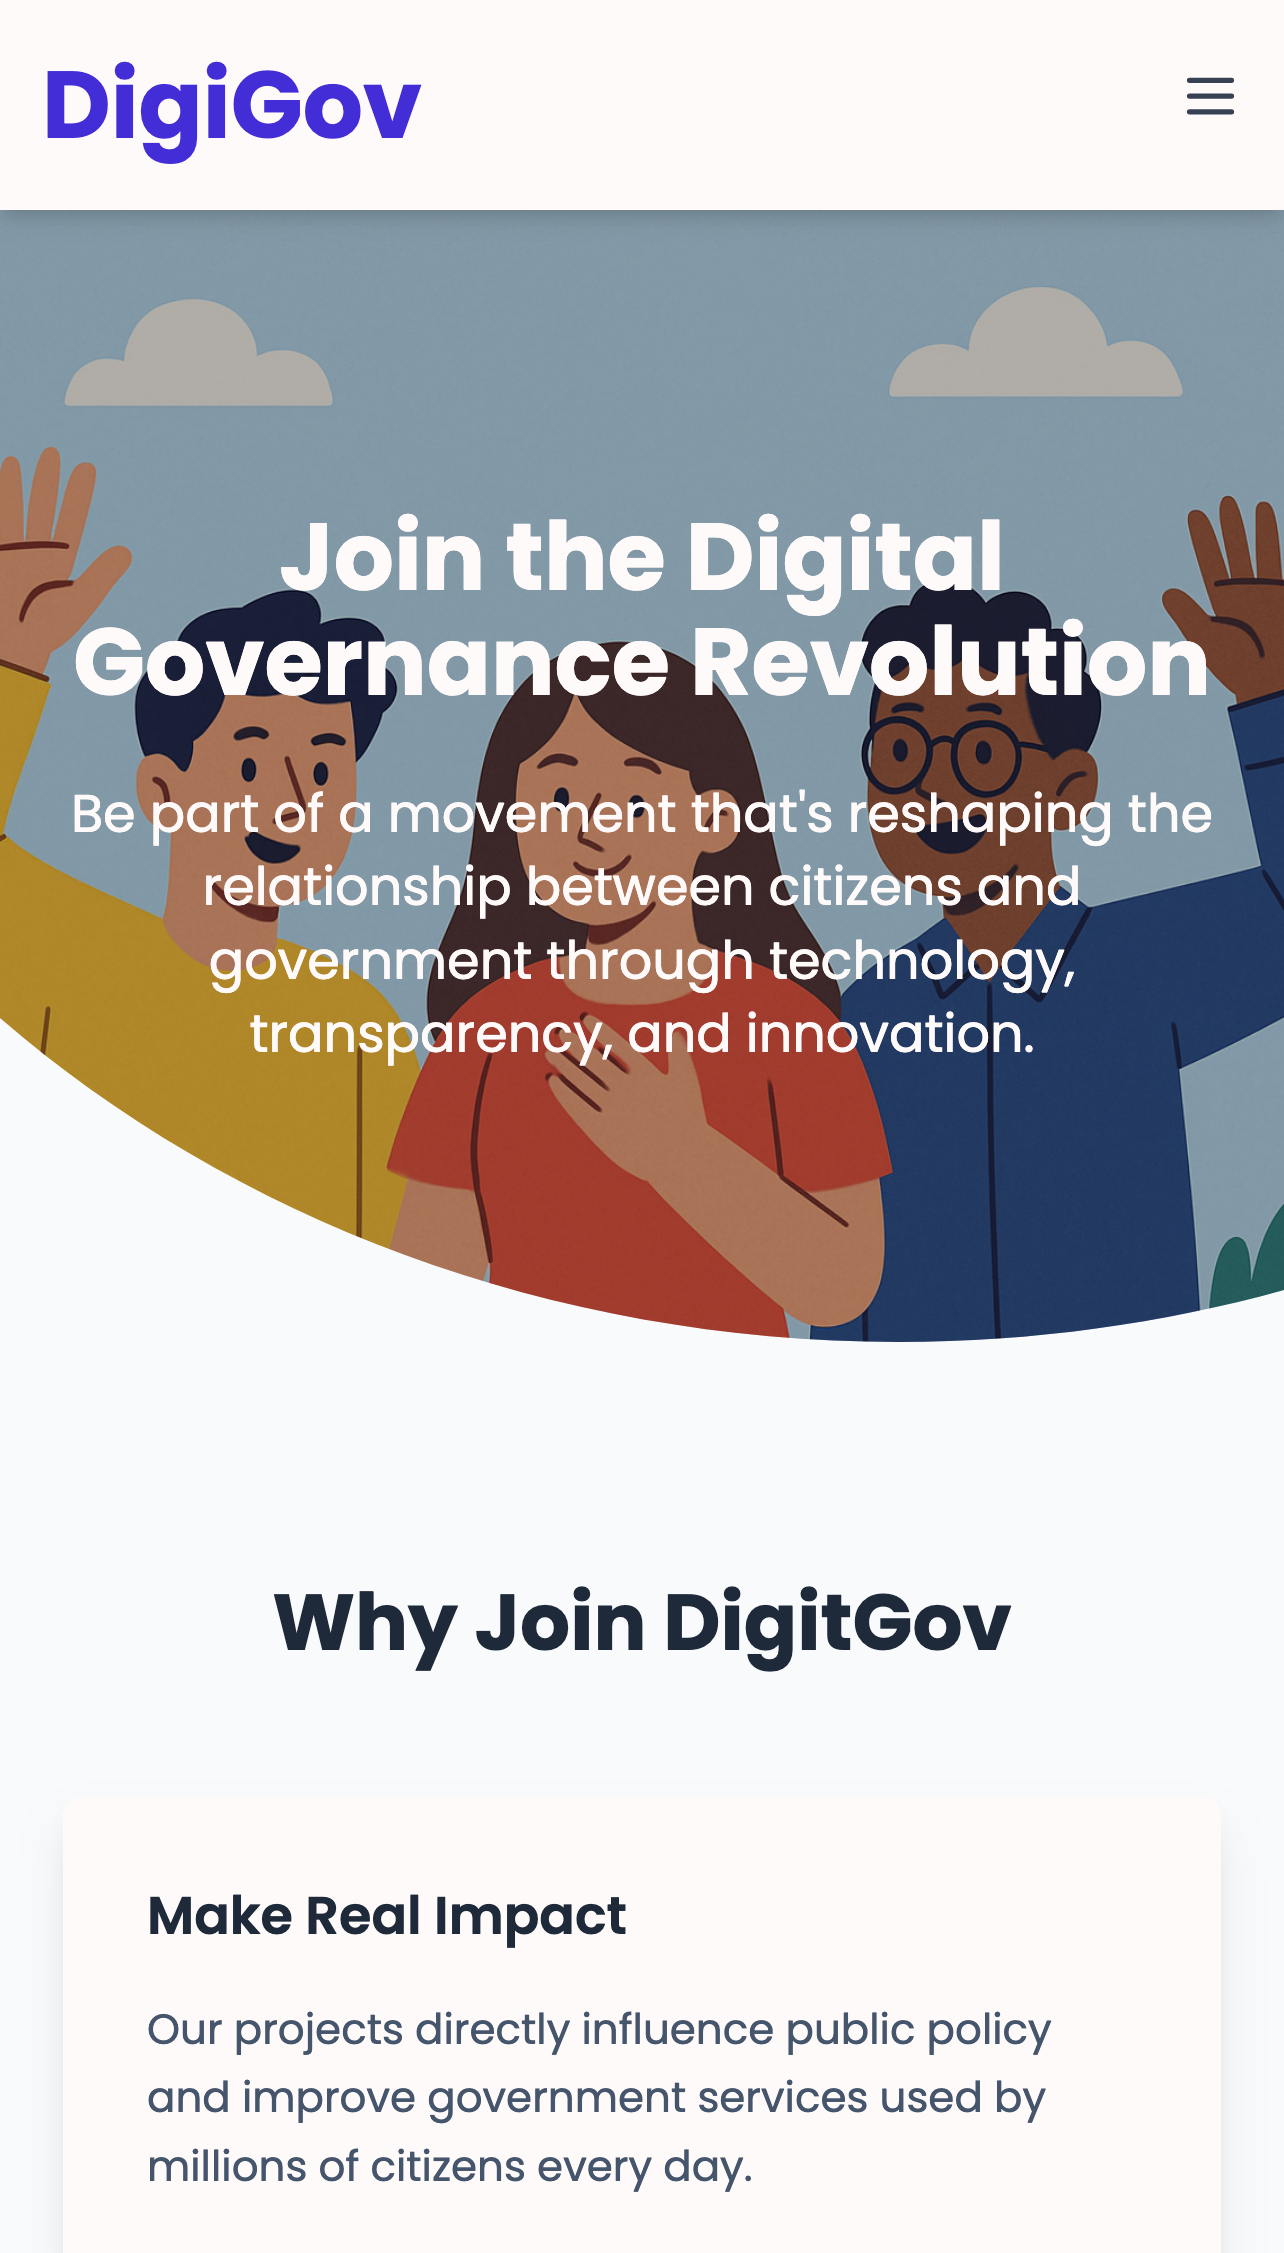 DigiGov
Join the Digital
Governance Revolution
Be part of a movement that's reshaping the
relationship between citizens and
government through technology,
transparency, and innovation.
Why Join DigitGov
Make Real Impact
Our projects directly influence public policy
and improve government services used by
millions of citizens every day.